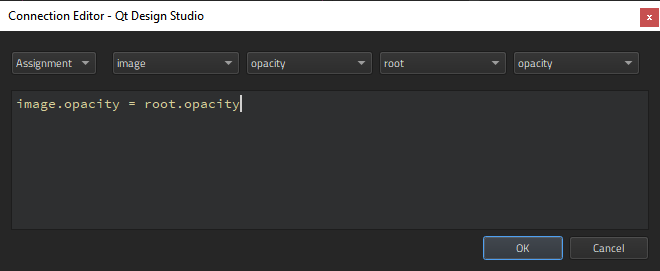 Connection Editor - Qt Design Studio
x
Assignment image opacity root opacity
image.opacity = root.opacity
OK Cancel